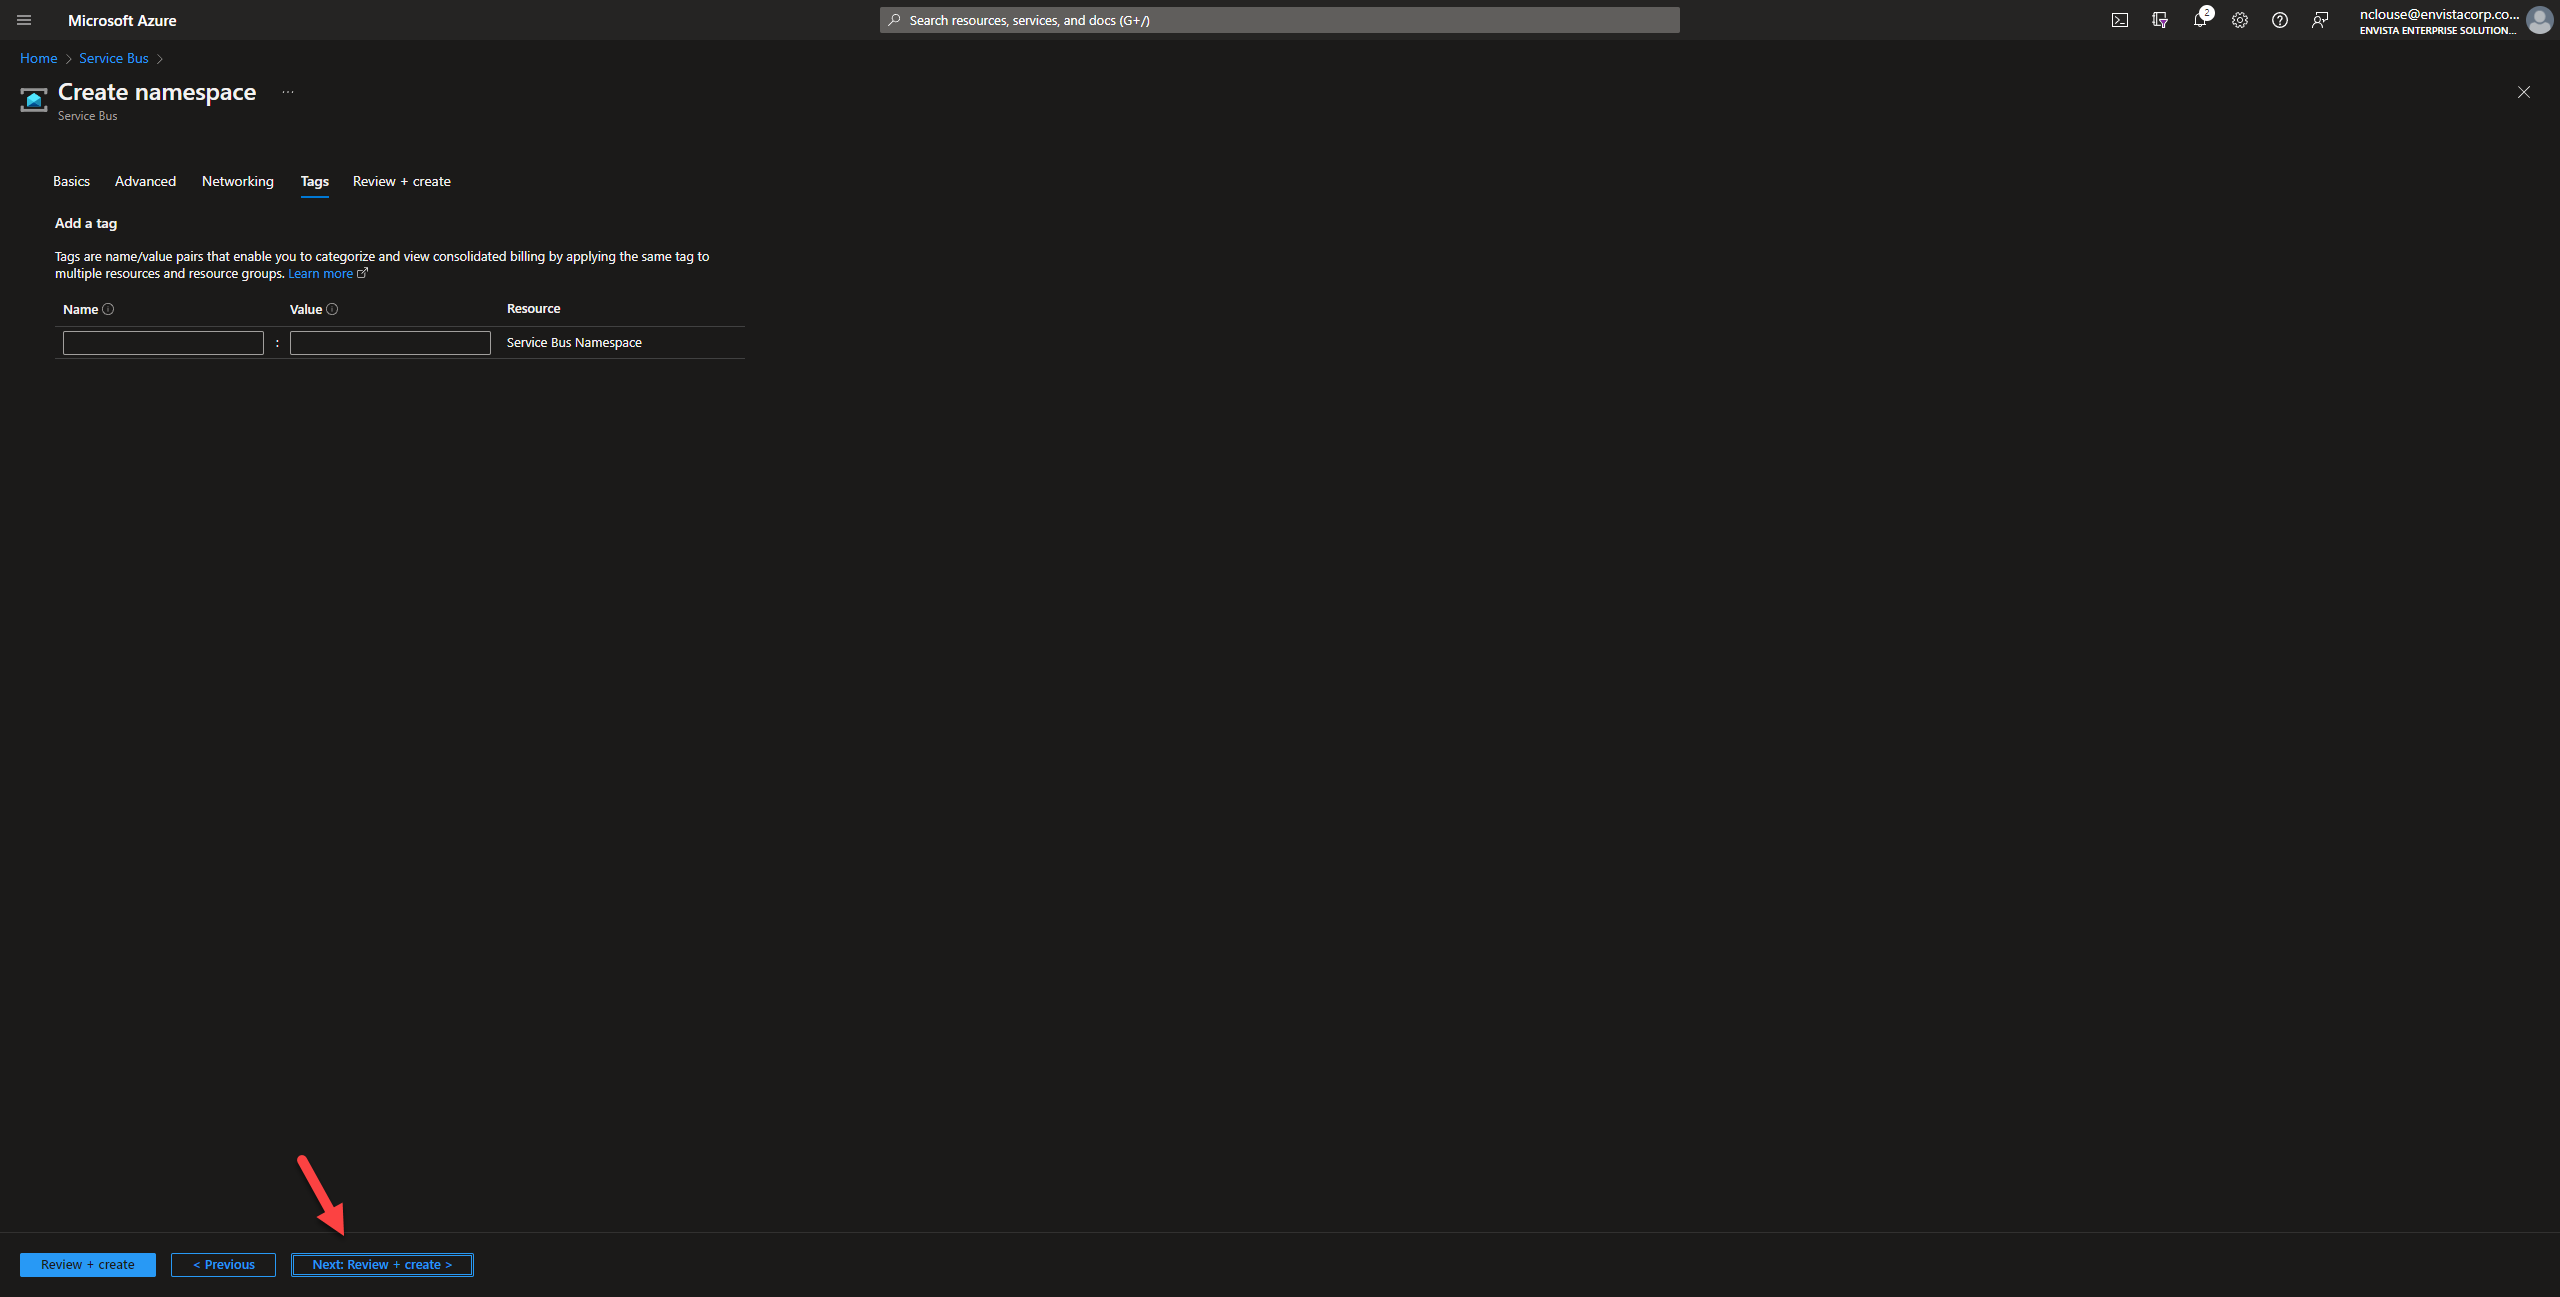 Microsoft Azure
Search resources, services, and docs (G+/)
2
nclouse@envistacorp.co...
ENVISTA ENTERPRISE SOLUTION...
Home > Service Bus >
Create namespace ...
Service Bus
Basics Advanced Networking Tags Review + create
Add a tag
Tags are name/value pairs that enable you to categorize and view consolidated billing by applying the same tag to
multiple resources and resource groups. Learn more
Name Value Resource
: Service Bus Namespace
Review + create < Previous Next: Review + create >